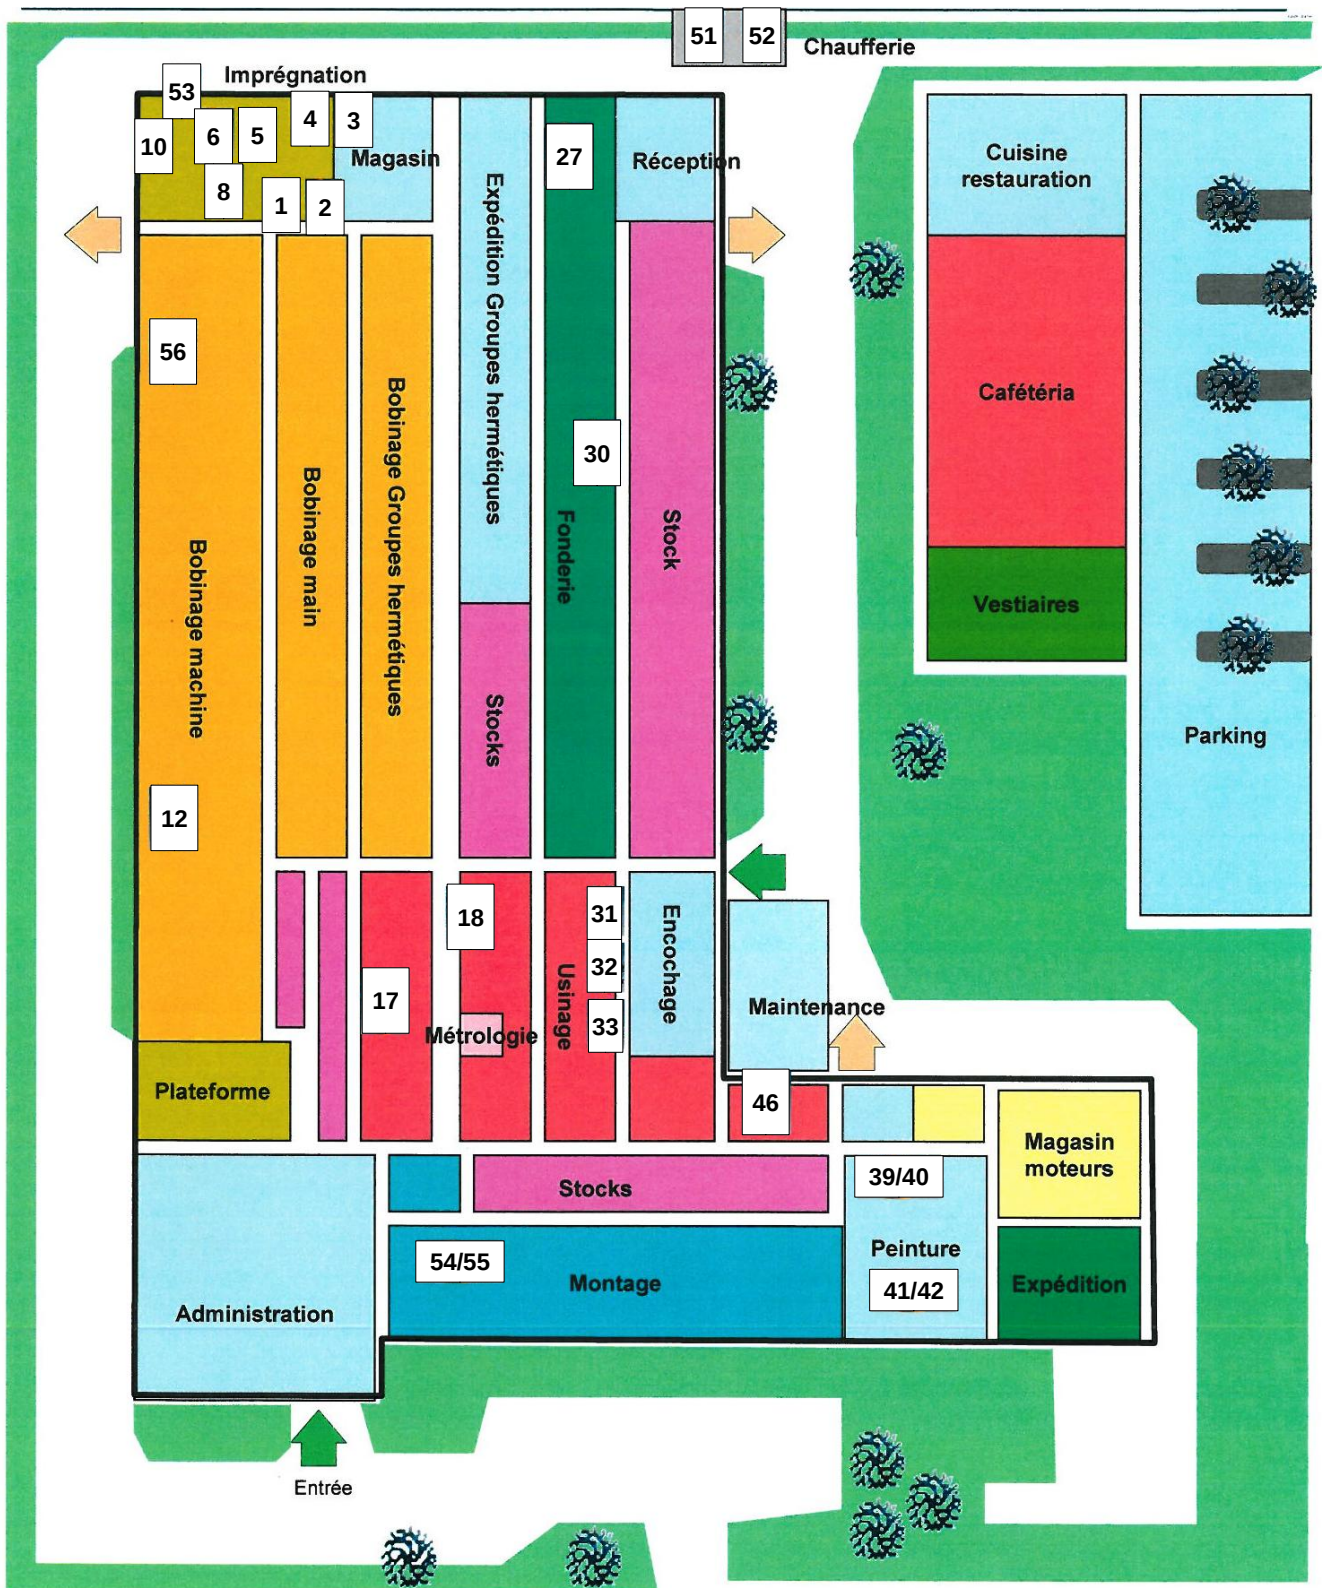 51 52 Chaufferie
Imprégnation
53
10 6 5 4 3
Magasin
8 1 2
27
Réception
Cuisine
restauration
Expédition Groupes hermétiques
56
Bobinage machine
Bobinage main
Bobinage Groupes hermétiques
30
Fonderie
Stock
Cafétéria
Vestiaires
Stocks
Parking
12
18
31
32
33
17
Métrologie
Usinage
Encochage
Maintenance
Plateforme
46
Magasin
moteurs
39/40
Stocks
Peinture
54/55
Montage
41/42
Expédition
Administration
Entrée